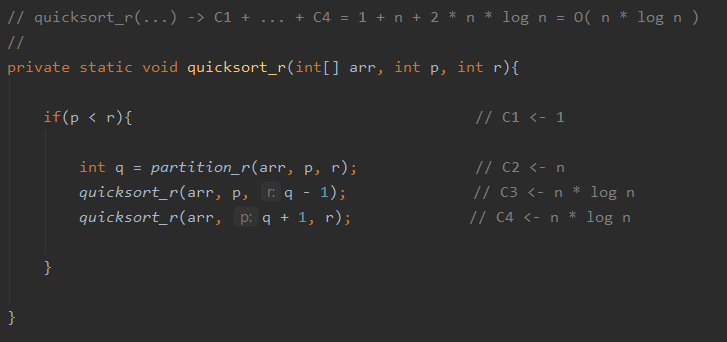 // quicksort_r(...) -> C1 + ... + C4 = 1 + n + 2 * n * log n = O( n * log n )
//
private static void quicksort_r(int[] arr, int p, int r){
if(p < r){ // C1 <- 1
int q = partition_r(arr, p, r); // C2 <- n
quicksort_r(arr, p, r: q - 1); // C3 <- n * log n
quicksort_r(arr, p: q + 1, r); // C4 <- n * log n
}
}